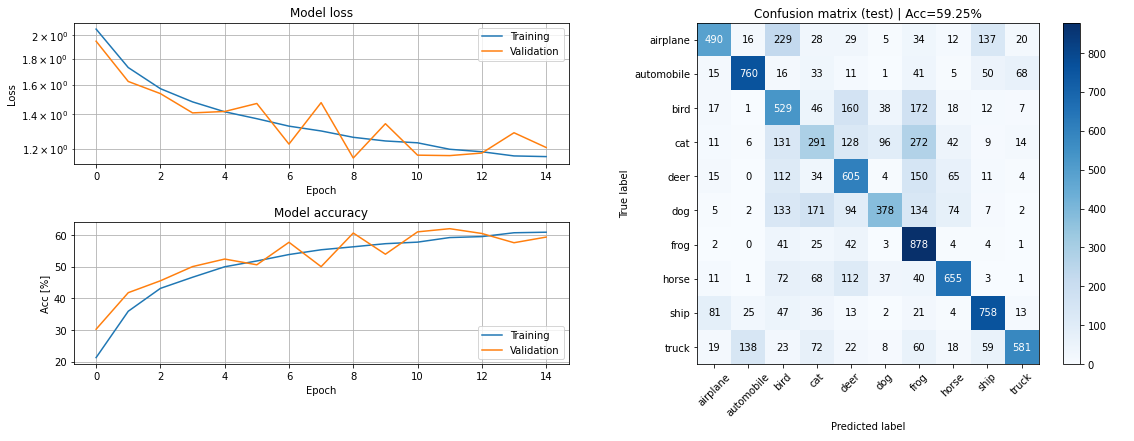 Model loss
2 × 10⁰
1.8 × 10⁰
1.6 × 10⁰
1.4 × 10⁰
1.2 × 10⁰
Loss
Training
Validation
0 2 4 6 8 10 12 14
Epoch
Model accuracy
60
50
40
30
20
Acc [%]
Training
Validation
0 2 4 6 8 10 12 14
Epoch
Confusion matrix (test) | Acc=59.25%
True label
airplane 490 16 229 28 29 5 34 12 137 20
automobile 15 760 16 33 11 1 41 5 50 68
bird 17 1 529 46 160 38 172 18 12 7
cat 11 6 131 291 128 96 272 42 9 14
deer 15 0 112 34 605 4 150 65 11 4
dog 5 2 133 171 94 378 134 74 7 2
frog 2 0 41 25 42 3 878 4 4 1
horse 11 1 72 68 112 37 40 655 3 1
ship 81 25 47 36 13 2 21 4 758 13
truck 19 138 23 72 22 8 60 18 59 581
airplane automobile bird cat deer dog frog horse ship truck
Predicted label
800
700
600
500
400
300
200
100
0